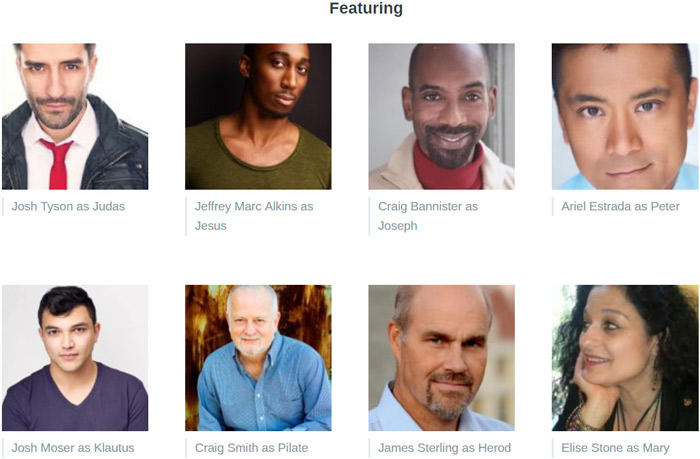 Featuring
Josh Tyson as Judas
Jeffrey Marc Alkins as
Jesus
Craig Bannister as
Joseph
Ariel Estrada as Peter
Josh Moser as Klautus
Craig Smith as Pilate
James Sterling as Herod
Elise Stone as Mary